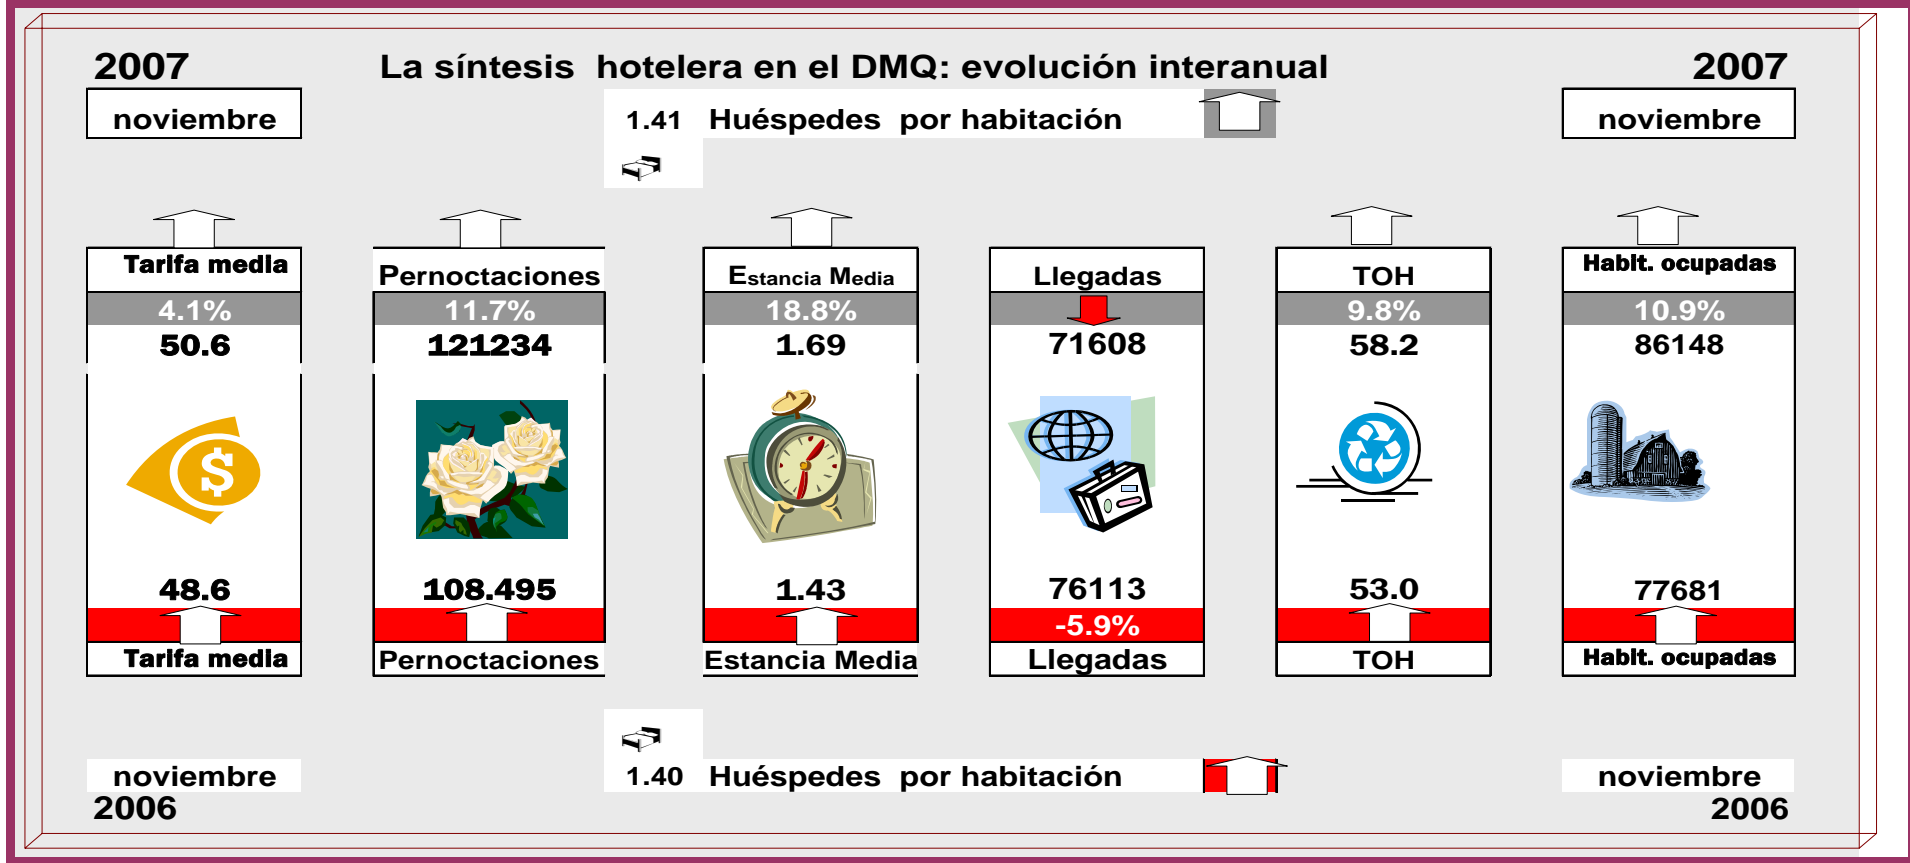 2007 La síntesis hotelera en el DMQ: evolución interanual 2007
noviembre 1.41 Huéspedes por habitación noviembre
Tarifa media Pernoctaciones Estancia Media Llegadas TOH Habit. ocupadas
4.1% 11.7% 18.8% 9.8% 10.9%
50.6 121234 1.69 71608 58.2 86148
$
48.6 108.495 1.43 76113 53.0 77681
-5.9%
Tarifa media Pernoctaciones Estancia Media Llegadas TOH Habit. ocupadas
noviembre 1.40 Huéspedes por habitación noviembre
2006 2006